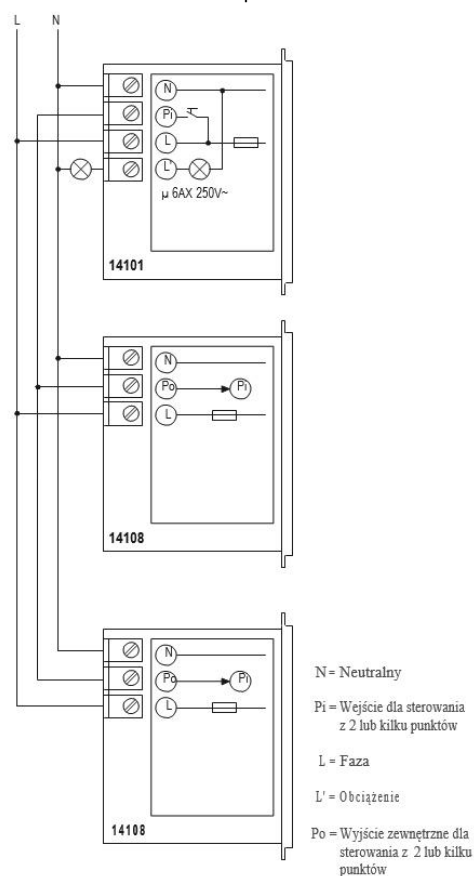 L N
N
Pi
L
L'
µ 6AX 250V~
14101
N
Po Pi
L
14108
N
Po Pi
L
14108
N = Neutralny
Pi = Wejście dla sterowania
z 2 lub kilku punktów
L = Faza
L' = Obciążenie
Po = Wyjście zewnętrzne dla
sterowania z 2 lub kilku
punktów